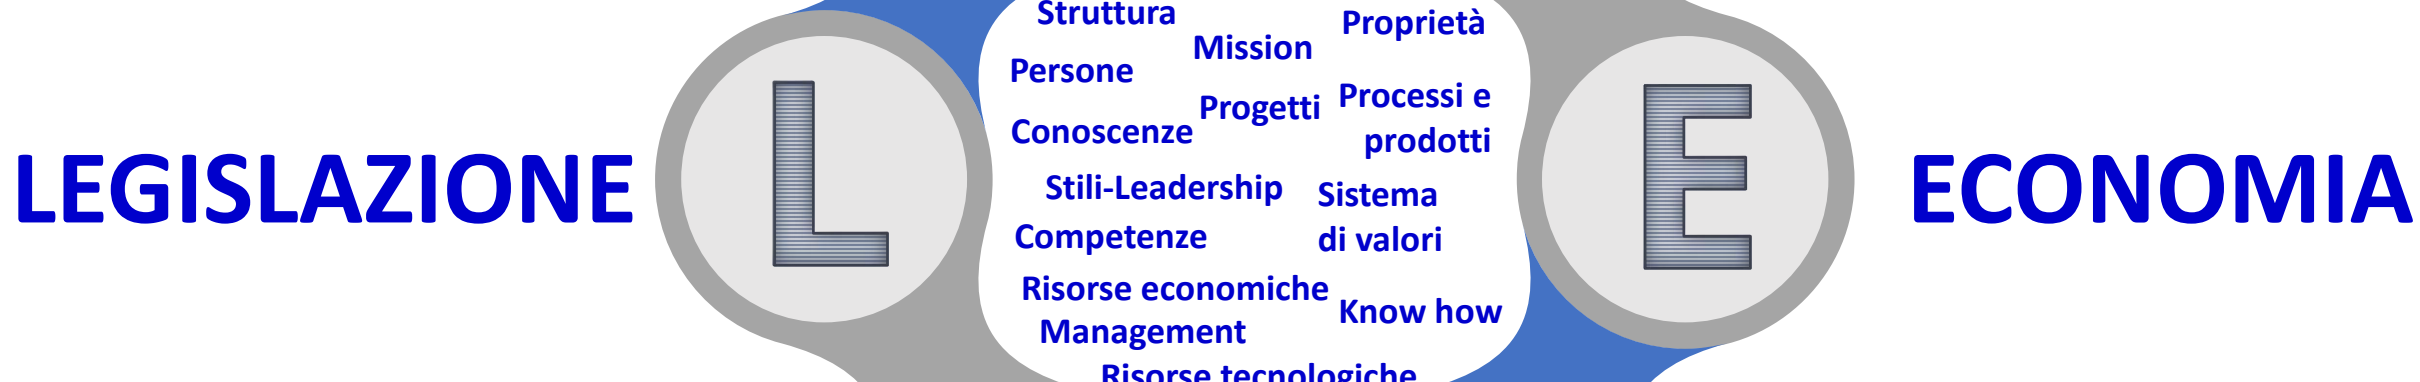 LEGISLAZIONE
L
Struttura
Proprietà
Mission
Persone
Processi e
prodotti
Progetti
Conoscenze
Stili-Leadership
Sistema
di valori
Competenze
Risorse economiche
Know how
Management
Risorse tecnologiche
E
ECONOMIA